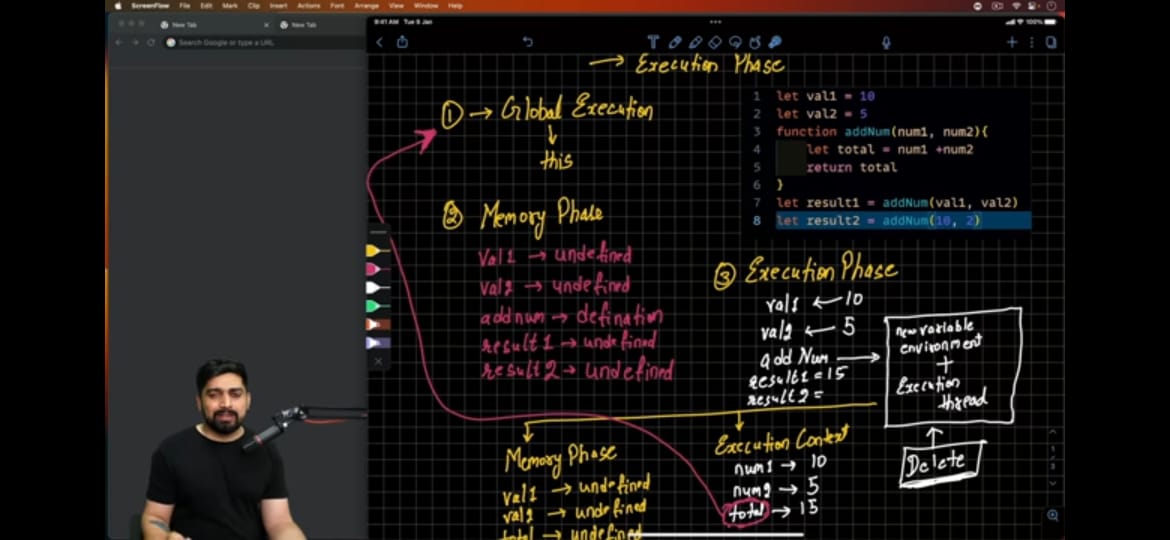 ScreenFlow File Edit Mark Clip Insert Actions Font Arrange View Window Help
New Tab
New Tab
Search Google or type a URL
9:41 AM Tue 9 Jan
100%
→ Execution Phase
① → Global Execution
↓
this
② Memory Phase
val1 → undefined
val2 → undefined
addnum → defination
result1 → undefined
result2 → undefined
1 let val1 = 10
2 let val2 = 5
3 function addNum(num1, num2){
4 let total = num1 +num2
5 return total
6 }
7 let result1 = addNum(val1, val2)
8 let result2 = addNum(10, 2)
③ Execution Phase
val1 ← 10
val2 ← 5
addNum →
result1 = 15
result2 =
new variable
environment
+
Execution
thread
Delete
Memory Phase
val1 → undefined
val2 → undefined
total → undefined
Execution Context
num1 → 10
num2 → 5
total → 15